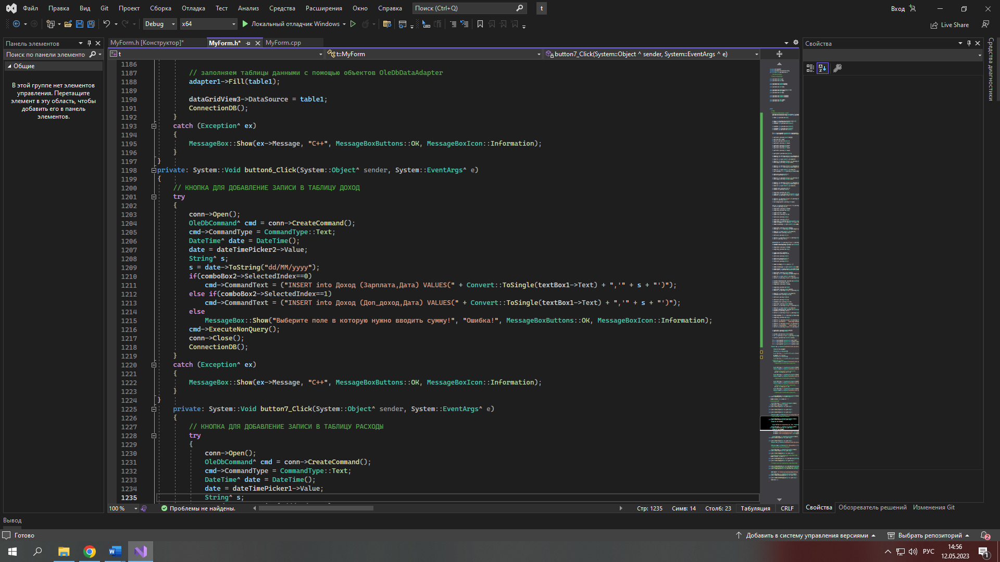 Файл Правка Вид Git Проект Сборка Отладка Тест Анализ Средства Расширения Окно Справка Поиск (Ctrl+Q) t Вход
Debug x64 Локальный отладчик Windows Live Share
Панель элементов
Поиск по панели элементо
Общие
В этой группе нет элементов
управления. Перетащите
элемент в эту область, чтобы
добавить его в панель
элементов.
MyForm.h [Конструктор]* MyForm.h* MyForm.cpp
t t::MyForm button7_Click(System::Object ^ sender, System::EventArgs ^ e)
1186
1187 // заполняем таблицы данными с помощью объектов OleDbDataAdapter
1188 adapter1->Fill(table1);
1189
1190 dataGridView3->DataSource = table1;
1191 ConnectionDB();
1192 }
1193 catch (Exception^ ex)
1194 {
1195 MessageBox::Show(ex->Message, "C++", MessageBoxButtons::OK, MessageBoxIcon::Information);
1196 }
1197 }
1198 private: System::Void button6_Click(System::Object^ sender, System::EventArgs^ e)
1199 {
1200 // КНОПКА ДЛЯ ДОБАВЛЕНИЕ ЗАПИСИ В ТАБЛИЦУ ДОХОД
1201 try
1202 {
1203 conn->Open();
1204 OleDbCommand^ cmd = conn->CreateCommand();
1205 cmd->CommandType = CommandType::Text;
1206 DateTime^ date = DateTime();
1207 date = dateTimePicker2->Value;
1208 String^ s;
1209 s = date->ToString("dd/MM/yyyy");
1210 if(comboBox2->SelectedIndex==0)
1211 cmd->CommandText = ("INSERT into Доход (Зарплата,Дата) VALUES(" + Convert::ToSingle(textBox1->Text) + ",'" + s + "')");
1212 else if(comboBox2->SelectedIndex==1)
1213 cmd->CommandText = ("INSERT into Доход (Доп_доход,Дата) VALUES(" + Convert::ToSingle(textBox1->Text) + ",'" + s + "')");
1214 else
1215 MessageBox::Show("Выберите поле в которую нужно вводить сумму!", "Ошибка!", MessageBoxButtons::OK, MessageBoxIcon::Information);
1216 cmd->ExecuteNonQuery();
1217 conn->Close();
1218 ConnectionDB();
1219 }
1220 catch (Exception^ ex)
1221 {
1222 MessageBox::Show(ex->Message, "C++", MessageBoxButtons::OK, MessageBoxIcon::Information);
1223 }
1224 }
1225 private: System::Void button7_Click(System::Object^ sender, System::EventArgs^ e)
1226 {
1227 // КНОПКА ДЛЯ ДОБАВЛЕНИЕ ЗАПИСИ В ТАБЛИЦУ РАСХОДЫ
1228 try
1229 {
1230 conn->Open();
1231 OleDbCommand^ cmd = conn->CreateCommand();
1232 cmd->CommandType = CommandType::Text;
1233 DateTime^ date = DateTime();
1234 date = dateTimePicker1->Value;
1235 String^ s;
100 % Проблемы не найдены. Стр: 1235 Симв: 14 Столб: 23 Табуляция CRLF
Свойства
Свойства Обозреватель решений Изменения Git
Средства диагностики
Вывод
Готово Добавить в систему управления версиями Выбрать репозиторий 2
РУС 14:56 1
12.05.2023